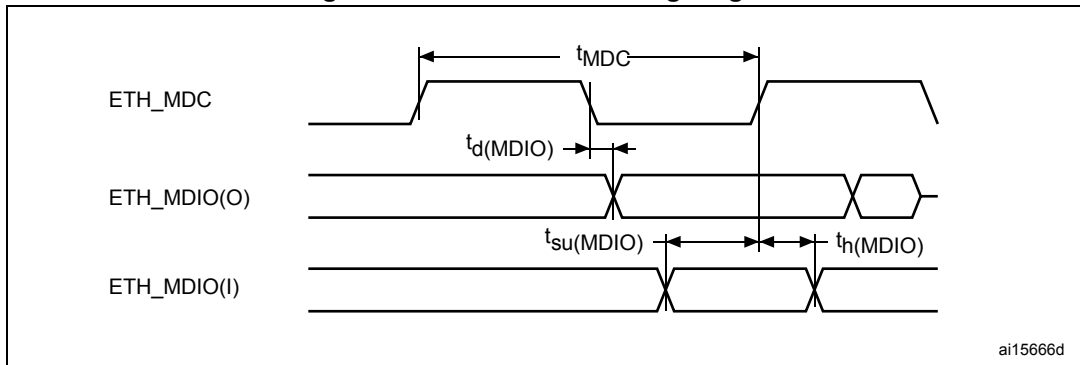 tMDC
ETH_MDC
td(MDIO)
ETH_MDIO(O)
tsu(MDIO)
th(MDIO)
ETH_MDIO(I)
ai15666d